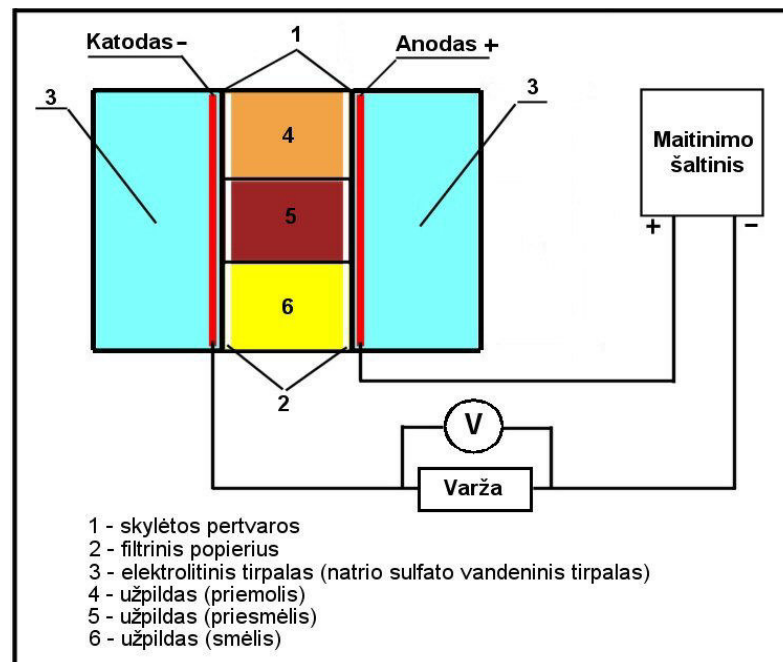 Katodas -
1
Anodas +
3
3
4
Maitinimo
šaltinis
5
+ -
6
2
V
Varža
1 - skylėtos pertvaros
2 - filtrinis popierius
3 - elektrolitinis tirpalas (natrio sulfato vandeninis tirpalas)
4 - užpildas (priemolis)
5 - užpildas (priesmėlis)
6 - užpildas (smėlis)